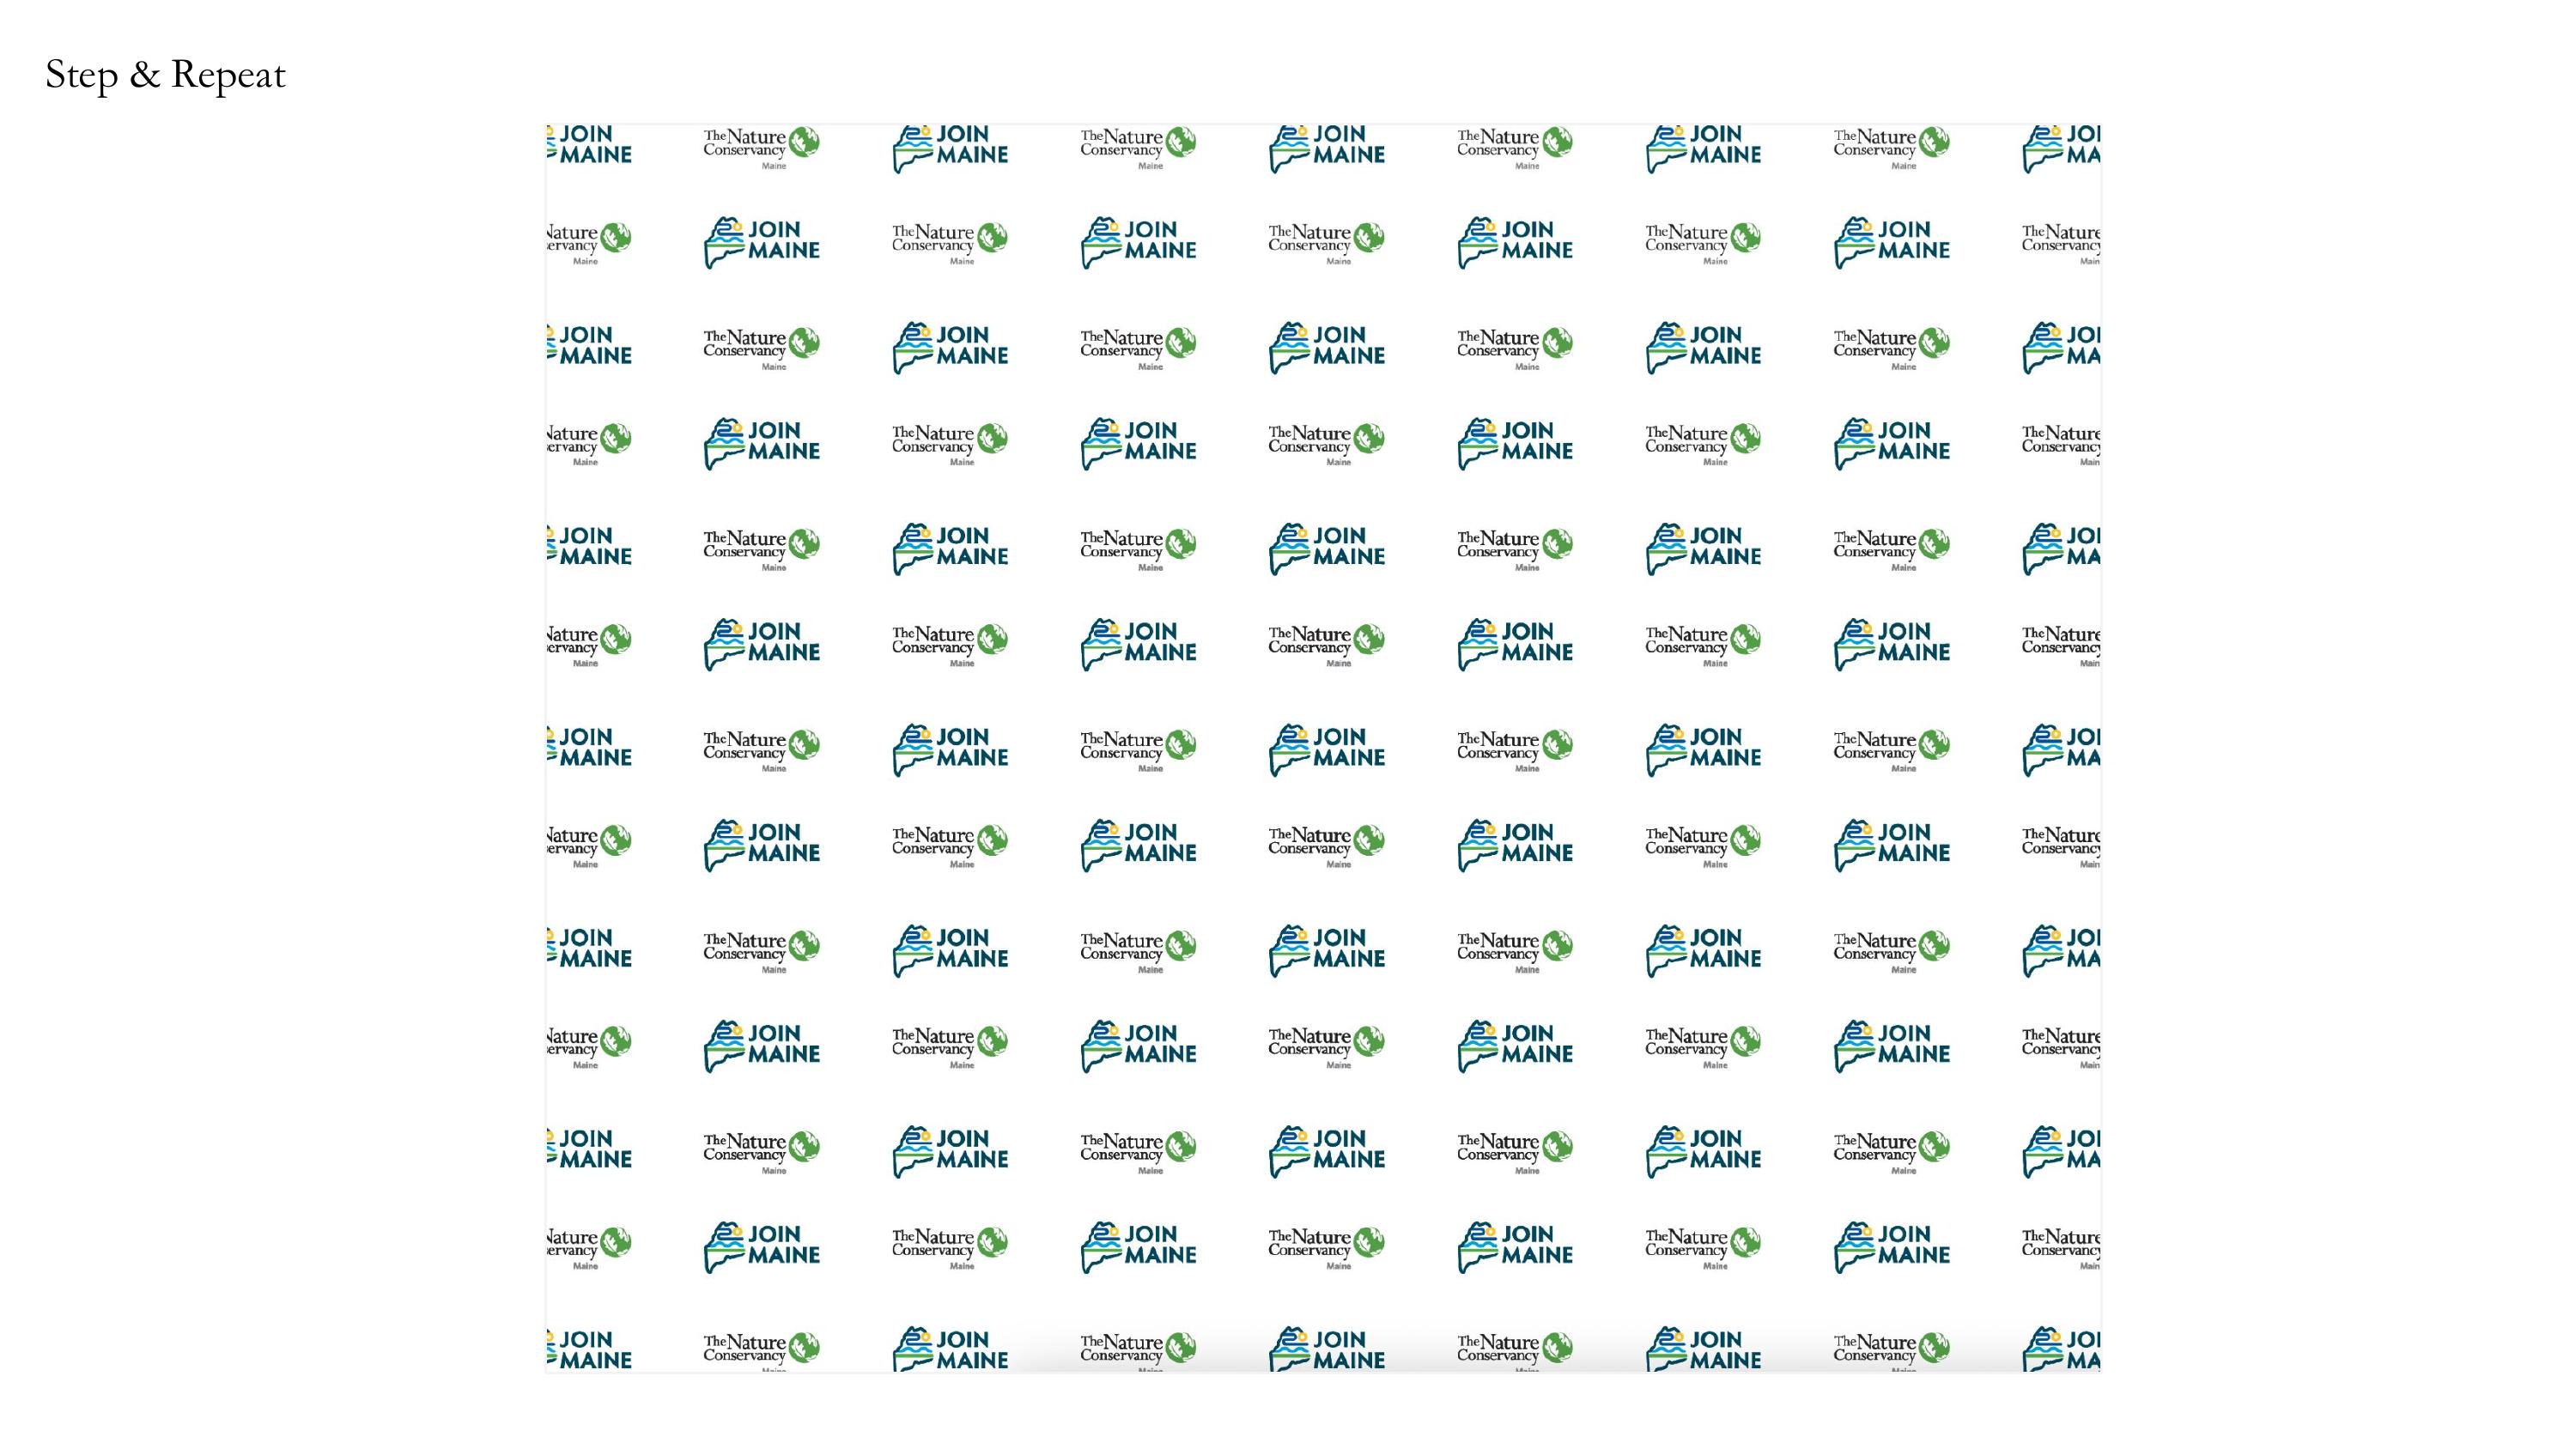 Step & Repeat
JOIN The Nature JOIN The Nature JOIN The Nature JOIN The Nature JOI
MAINE Conservancy MAINE Conservancy MAINE Conservancy MAINE Conservancy MA
Maine Maine Maine Maine
Nature JOIN The Nature JOIN The Nature JOIN The Nature JOIN The Nature
ervancy MAINE Conservancy MAINE Conservancy MAINE Conservancy MAINE Conservancy
Maine Maine Maine Maine Main
JOIN The Nature JOIN The Nature JOIN The Nature JOIN The Nature JOI
MAINE Conservancy MAINE Conservancy MAINE Conservancy MAINE Conservancy MA
Maine Maine Maine Maine
Nature JOIN The Nature JOIN The Nature JOIN The Nature JOIN The Nature
ervancy MAINE Conservancy MAINE Conservancy MAINE Conservancy MAINE Conservancy
Maine Maine Maine Maine Main
JOIN The Nature JOIN The Nature JOIN The Nature JOIN The Nature JOI
MAINE Conservancy MAINE Conservancy MAINE Conservancy MAINE Conservancy MA
Maine Maine Maine Maine
Nature JOIN The Nature JOIN The Nature JOIN The Nature JOIN The Nature
ervancy MAINE Conservancy MAINE Conservancy MAINE Conservancy MAINE Conservancy
Maine Maine Maine Maine Main
JOIN The Nature JOIN The Nature JOIN The Nature JOIN The Nature JOI
MAINE Conservancy MAINE Conservancy MAINE Conservancy MAINE Conservancy MA
Maine Maine Maine Maine
Nature JOIN The Nature JOIN The Nature JOIN The Nature JOIN The Nature
ervancy MAINE Conservancy MAINE Conservancy MAINE Conservancy MAINE Conservancy
Maine Maine Maine Maine Main
JOIN The Nature JOIN The Nature JOIN The Nature JOIN The Nature JOI
MAINE Conservancy MAINE Conservancy MAINE Conservancy MAINE Conservancy MA
Maine Maine Maine Maine
Nature JOIN The Nature JOIN The Nature JOIN The Nature JOIN The Nature
ervancy MAINE Conservancy MAINE Conservancy MAINE Conservancy MAINE Conservancy
Maine Maine Maine Maine Main
JOIN The Nature JOIN The Nature JOIN The Nature JOIN The Nature JOI
MAINE Conservancy MAINE Conservancy MAINE Conservancy MAINE Conservancy MA
Maine Maine Maine Maine
Nature JOIN The Nature JOIN The Nature JOIN The Nature JOIN The Nature
ervancy MAINE Conservancy MAINE Conservancy MAINE Conservancy MAINE Conservancy
Maine Maine Maine Maine Main
JOIN The Nature JOIN The Nature JOIN The Nature JOIN The Nature JOI
MAINE Conservancy MAINE Conservancy MAINE Conservancy MAINE Conservancy MA